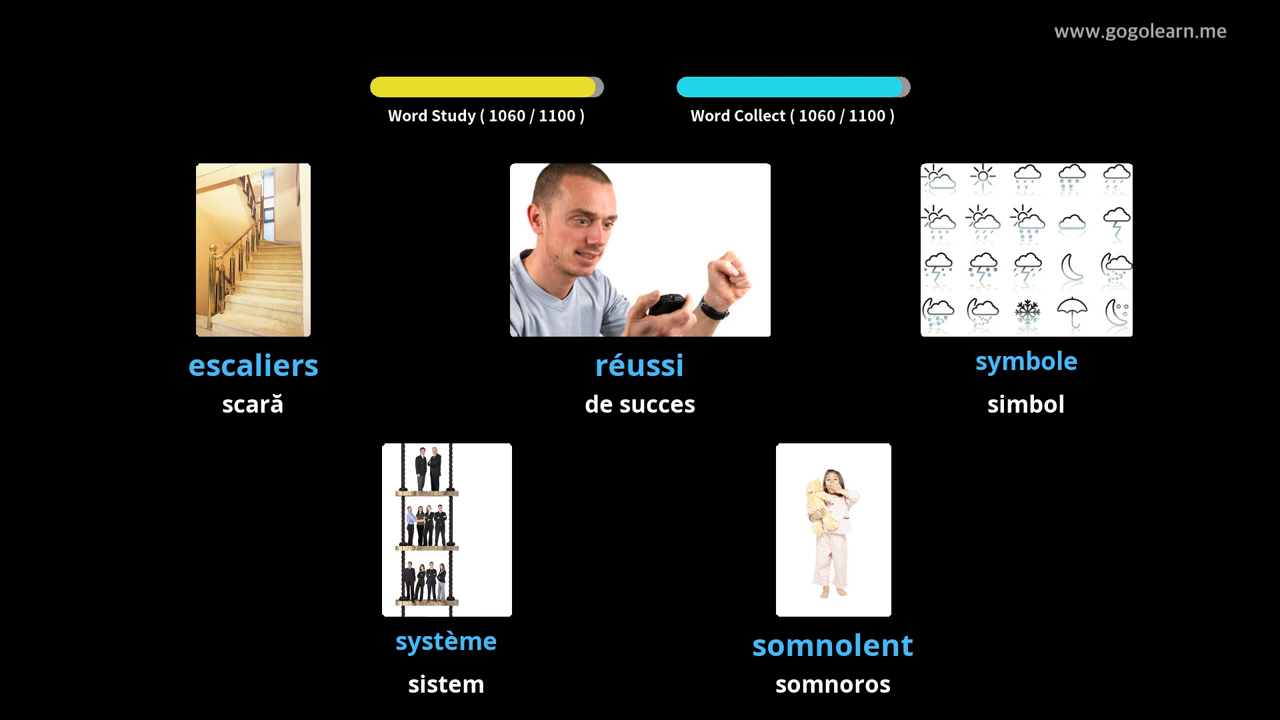 www.gogolearn.me
Word Study ( 1060 / 1100 )
Word Collect ( 1060 / 1100 )
escaliers
scară
réussi
de succes
symbole
simbol
système
sistem
somnolent
somnoros